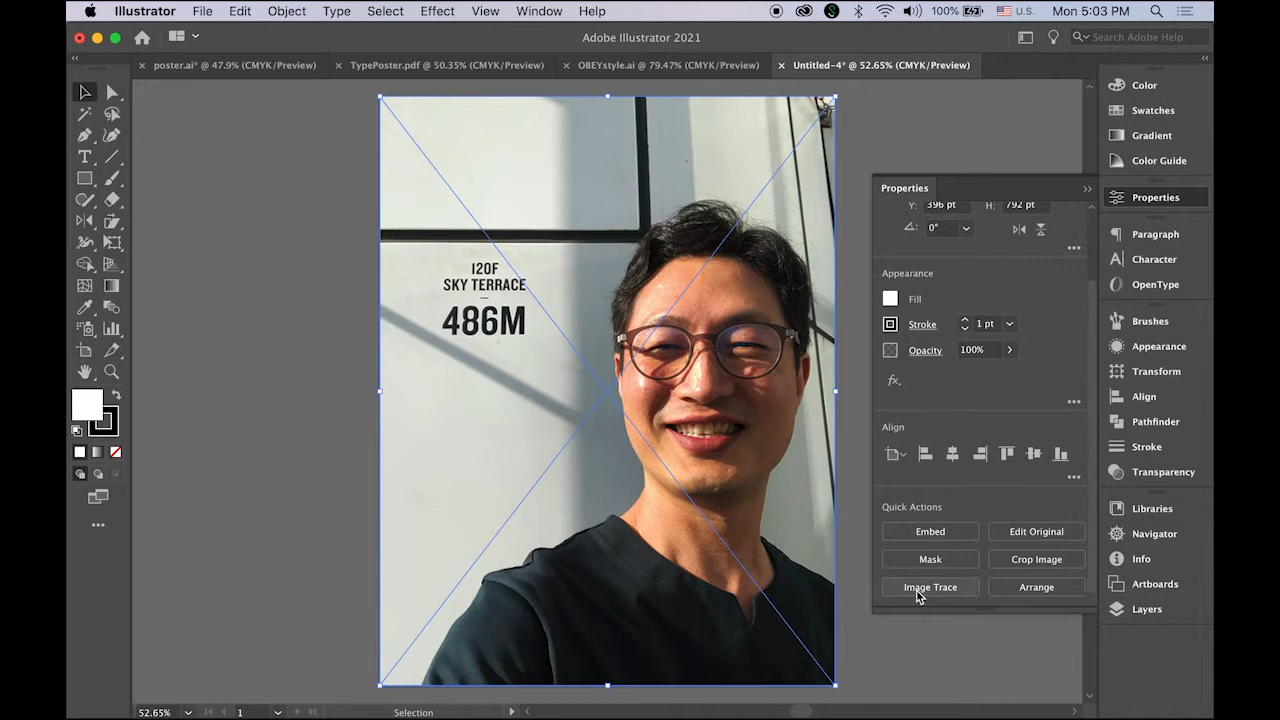 Illustrator File Edit Object Type Select Effect View Window Help 100% U.S. Mon 5:03 PM
Adobe Illustrator 2021
Search Adobe Help
poster.ai* @ 47.9% (CMYK/Preview)
TypePoster.pdf @ 50.35% (CMYK/Preview)
OBEYstyle.ai @ 79.47% (CMYK/Preview)
Untitled-4* @ 52.65% (CMYK/Preview)
120F
SKY TERRACE
486M
Properties
Y: 396 pt H: 792 pt
0°
Appearance
Fill
Stroke 1 pt
Opacity 100%
fx.
Align
Quick Actions
Embed Edit Original
Mask Crop Image
Image Trace Arrange
Color
Swatches
Gradient
Color Guide
Properties
Paragraph
Character
OpenType
Brushes
Appearance
Transform
Align
Pathfinder
Stroke
Transparency
Libraries
Navigator
Info
Artboards
Layers
52.65% 1 Selection